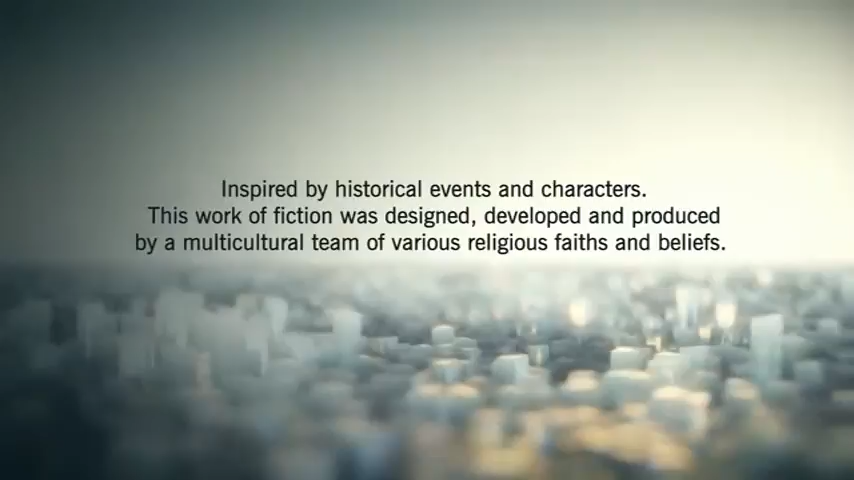 Inspired by historical events and characters.
This work of fiction was designed, developed and produced
by a multicultural team of various religious faiths and beliefs.